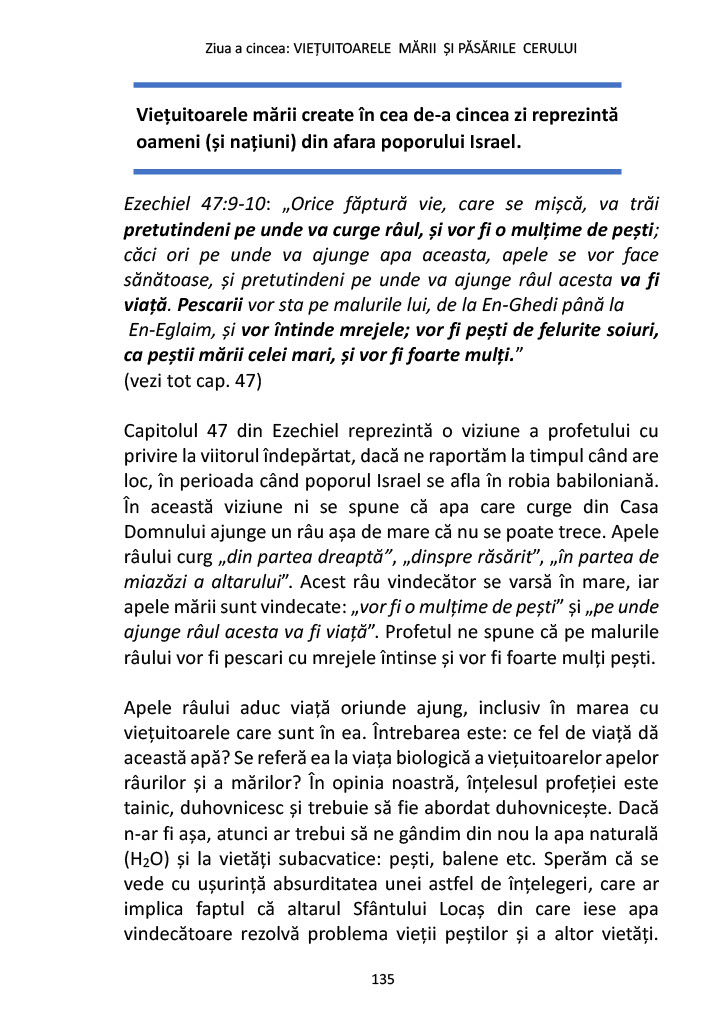 Ziua a cincea: VIEȚUITOARELE MĂRII ȘI PĂSĂRILE CERULUI
Viețuitoarele mării create în cea de-a cincea zi reprezintă
oameni (și națiuni) din afara poporului Israel.
Ezechiel 47:9-10: „Orice făptură vie, care se mișcă, va trăi
pretutindeni pe unde va curge râul, și vor fi o mulțime de pești;
căci ori pe unde va ajunge apa aceasta, apele se vor face
sănătoase, și pretutindeni pe unde va ajunge râul acesta va fi
viață. Pescarii vor sta pe malurile lui, de la En-Ghedi până la
En-Eglaim, și vor întinde mrejele; vor fi pești de felurite soiuri,
ca peștii mării celei mari, și vor fi foarte mulți.”
(vezi tot cap. 47)
Capitolul 47 din Ezechiel reprezintă o viziune a profetului cu
privire la viitorul îndepărtat, dacă ne raportăm la timpul când are
loc, în perioada când poporul Israel se afla în robia babiloniană.
În această viziune ni se spune că apa care curge din Casa
Domnului ajunge un râu așa de mare că nu se poate trece. Apele
râului curg „din partea dreaptă”, „dinspre răsărit”, „în partea de
miazăzi a altarului”. Acest râu vindecător se varsă în mare, iar
apele mării sunt vindecate: „vor fi o mulțime de pești” și „pe unde
ajunge râul acesta va fi viață”. Profetul ne spune că pe malurile
râului vor fi pescari cu mrejele întinse și vor fi foarte mulți pești.
Apele râului aduc viață oriunde ajung, inclusiv în marea cu
viețuitoarele care sunt în ea. Întrebarea este: ce fel de viață dă
această apă? Se referă ea la viața biologică a viețuitoarelor apelor
râurilor și a mărilor? În opinia noastră, înțelesul profeției este
tainic, duhovnicesc și trebuie să fie abordat duhovnicește. Dacă
n-ar fi așa, atunci ar trebui să ne gândim din nou la apa naturală
(H₂O) și la vietăți subacvatice: pești, balene etc. Sperăm că se
vede cu ușurință absurditatea unei astfel de înțelegeri, care ar
implica faptul că altarul Sfântului Locaș din care iese apa
vindecătoare rezolvă problema vieții peștilor și a altor vietăți.
135